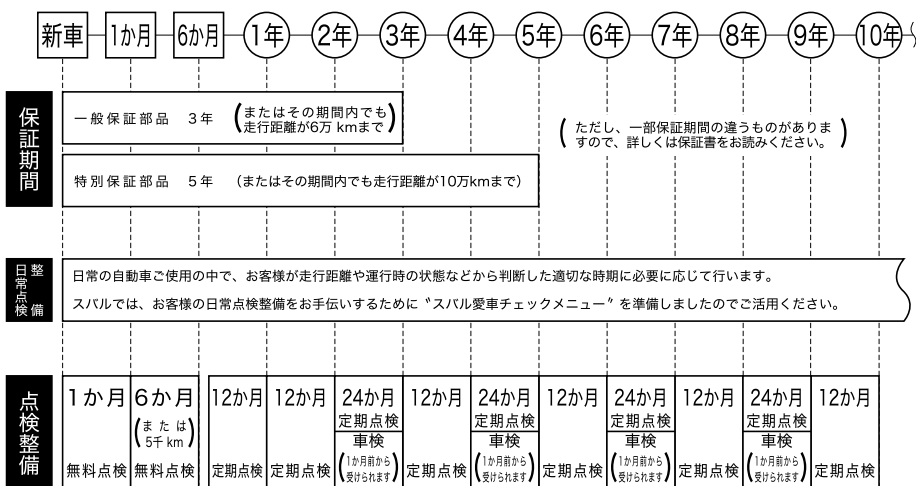 新車 1か月 6か月 1年 2年 3年 4年 5年 6年 7年 8年 9年 10年
保証期間
一般保証部品 3年 (またはその期間内でも
走行距離が6万 kmまで)
(ただし、一部保証期間の違うものがありま
すので、詳しくは保証書をお読みください。)
特別保証部品 5年 (またはその期間内でも走行距離が10万kmまで)
日常点検
整備
日常の自動車ご使用の中で、お客様が走行距離や運行時の状態などから判断した適切な時期に必要に応じて行います。
スバルでは、お客様の日常点検整備をお手伝いするために〝スバル愛車チェックメニュー〞を準備しましたのでご活用ください。
点検整備
1か月
無料点検
6か月
(または
5千 km)
無料点検
12か月
定期点検
12か月
定期点検
24か月
定期点検
車検
(1か月前から
受けられます)
12か月
定期点検
24か月
定期点検
車検
(1か月前から
受けられます)
12か月
定期点検
24か月
定期点検
車検
(1か月前から
受けられます)
12か月
定期点検
24か月
定期点検
車検
(1か月前から
受けられます)
12か月
定期点検